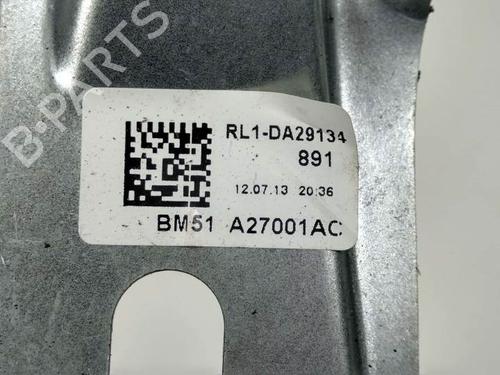 B-PARTS
RL1-DA29134
891
12.07.13 20:36
BM51 A27001AC